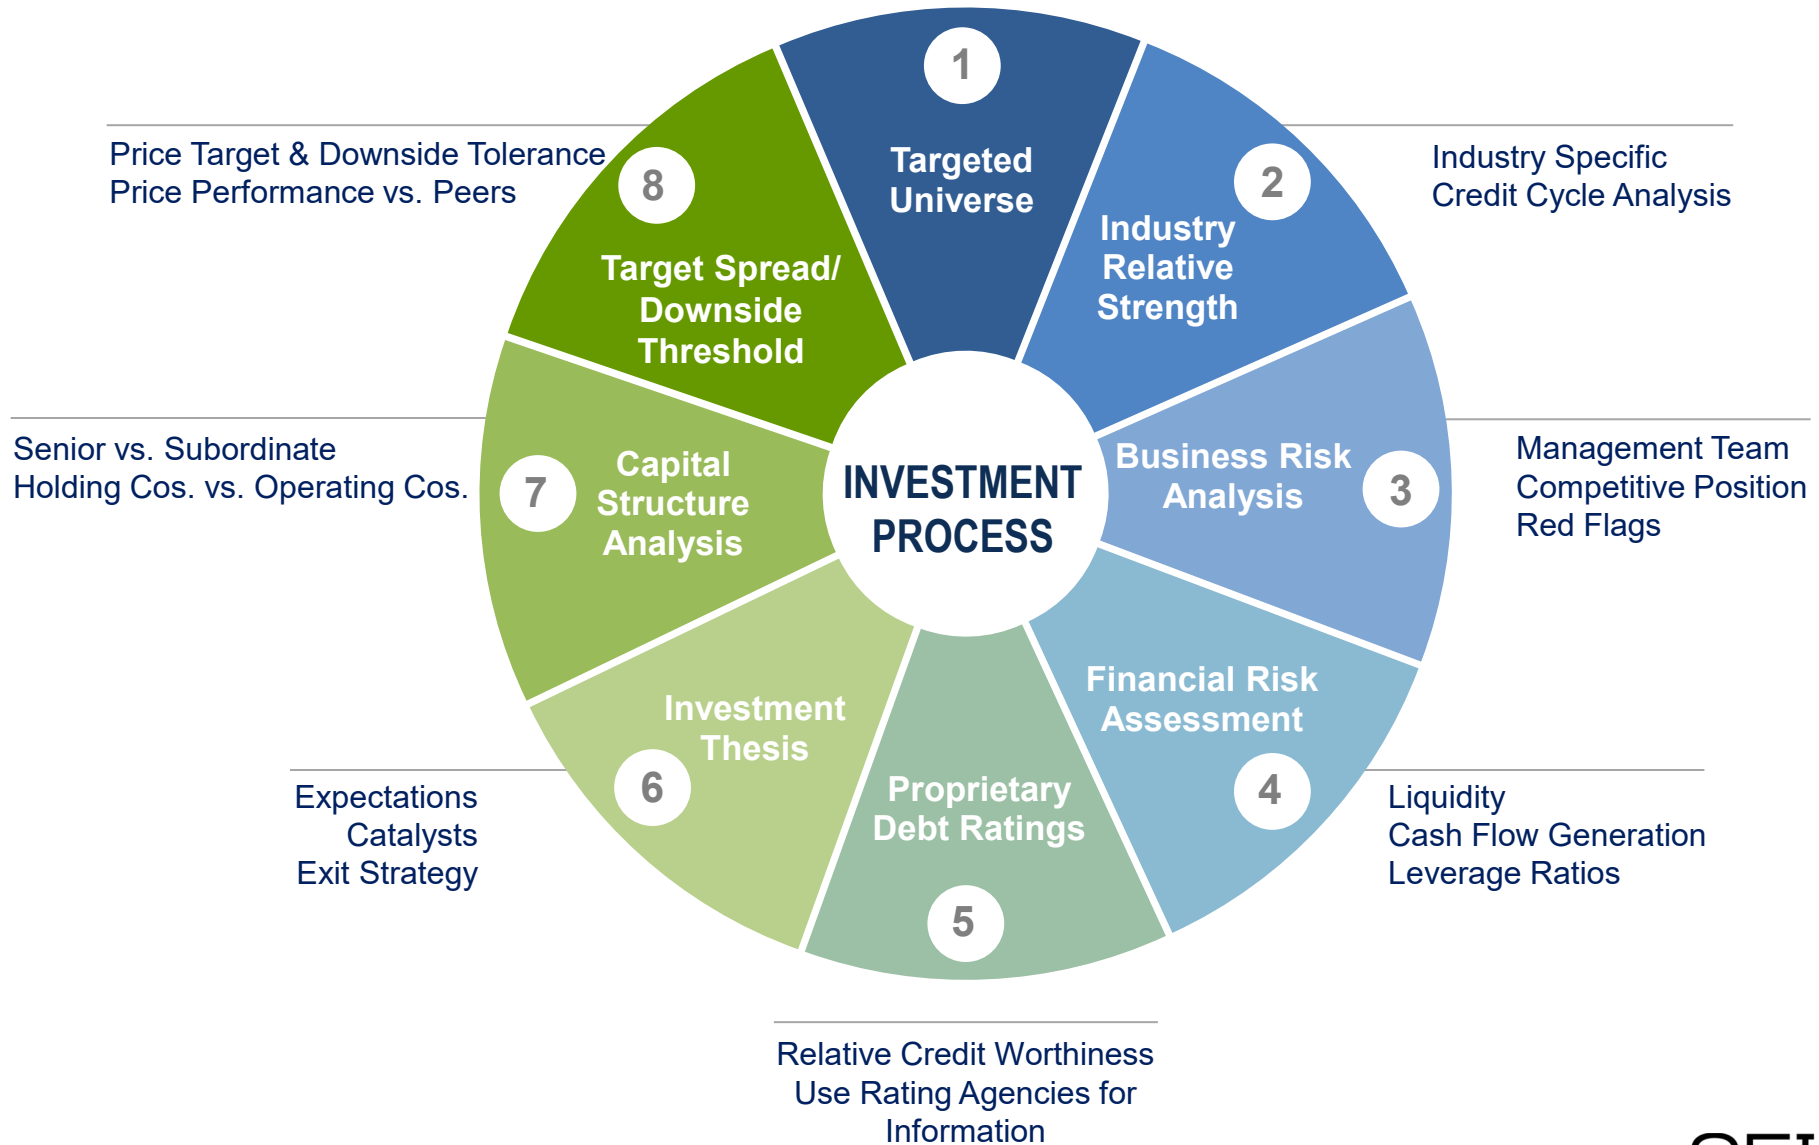 1
Targeted
Universe
2
Industry
Relative
Strength
Industry Specific
Credit Cycle Analysis
Business Risk
Analysis
3
Management Team
Competitive Position
Red Flags
Financial Risk
Assessment
4
Liquidity
Cash Flow Generation
Leverage Ratios
Proprietary
Debt Ratings
5
Relative Credit Worthiness
Use Rating Agencies for
Information
Investment
Thesis
6
Expectations
Catalysts
Exit Strategy
7
Capital
Structure
Analysis
Senior vs. Subordinate
Holding Cos. vs. Operating Cos.
8
Target Spread/
Downside
Threshold
Price Target & Downside Tolerance
Price Performance vs. Peers
INVESTMENT
PROCESS